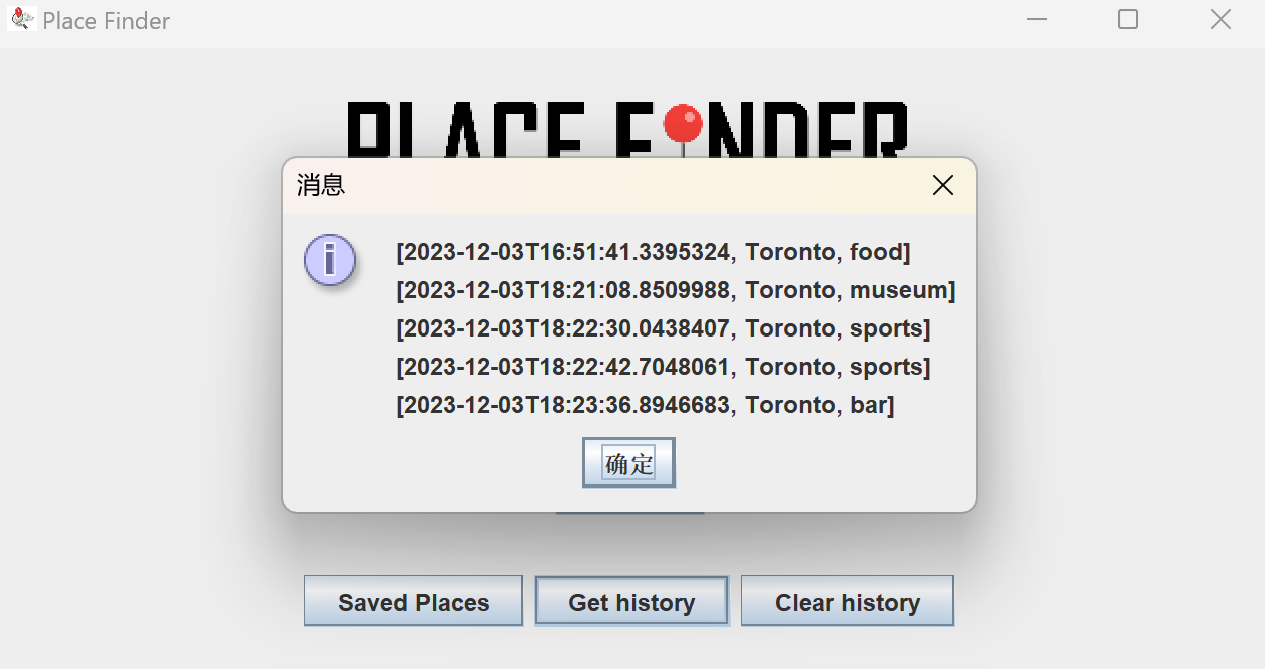 Place Finder
PLACE F NDER
消息
[2023-12-03T16:51:41.3395324, Toronto, food]
[2023-12-03T18:21:08.8509988, Toronto, museum]
[2023-12-03T18:22:30.0438407, Toronto, sports]
[2023-12-03T18:22:42.7048061, Toronto, sports]
[2023-12-03T18:23:36.8946683, Toronto, bar]
确定
Saved Places
Get history
Clear history